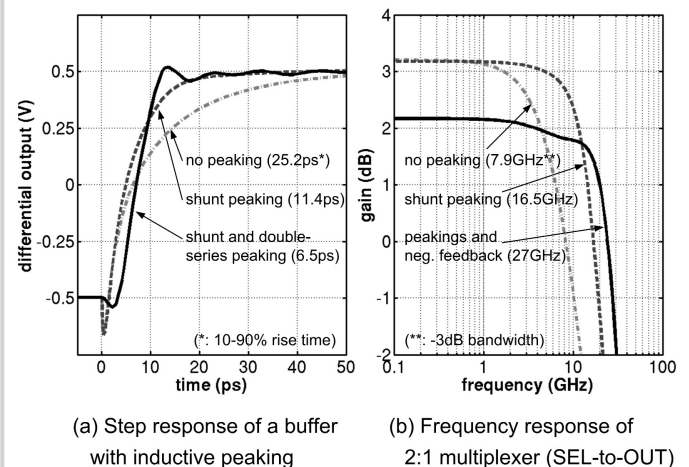 differential output (V)
0.5
0.25
0
-0.25
-0.5
no peaking (25.2ps*)
shunt peaking (11.4ps)
shunt and double-
series peaking (6.5ps)
(*: 10-90% rise time)
0 10 20 30 40 50
time (ps)
(a) Step response of a buffer
with inductive peaking
gain (dB)
4
3
2
1
0
-1
-2
no peaking (7.9GHz**)
shunt peaking (16.5GHz)
peakings and
neg. feedback (27GHz)
(**: -3dB bandwidth)
0.1 1 10 100
frequency (GHz)
(b) Frequency response of
2:1 multiplexer (SEL-to-OUT)